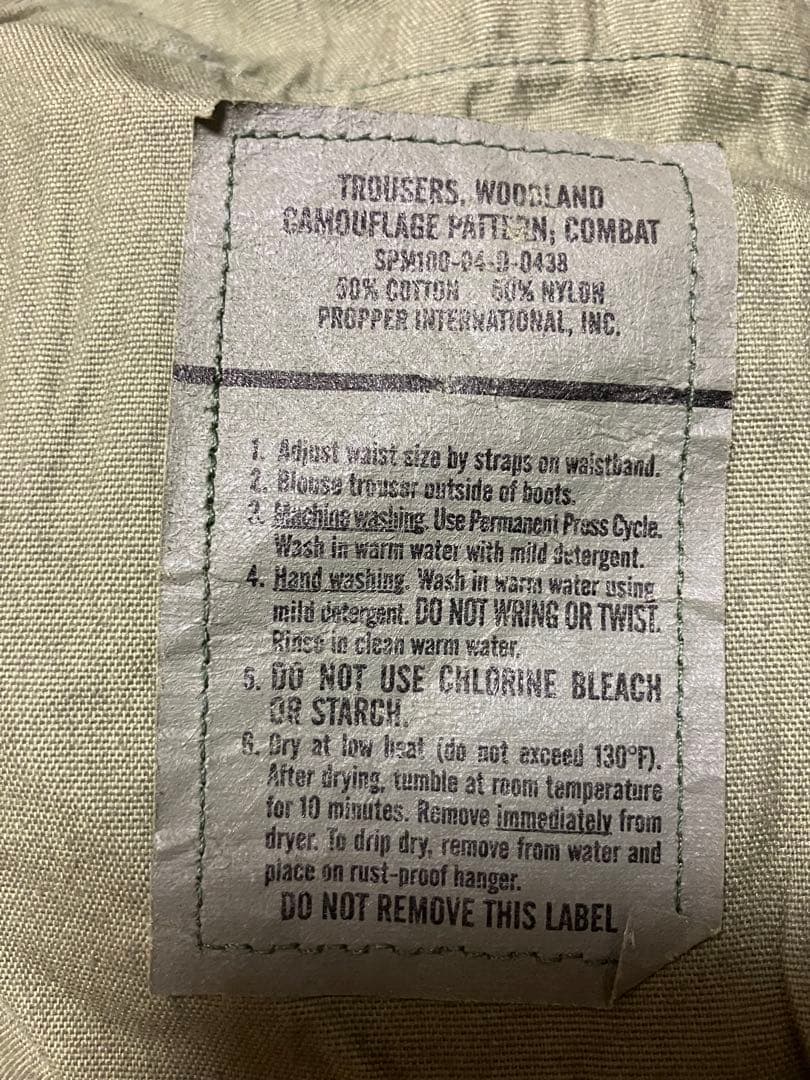 TROUSERS, WOODLAND
CAMOUFLAGE PATTERN; COMBAT
SPM100-04-D-0438
50% COTTON 50% NYLON
PROPPER INTERNATIONAL, INC.
1. Adjust waist size by straps on waistband.
2. Blouse trouser outside of boots.
3. Machine washing. Use Permanent Press Cycle.
Wash in warm water with mild detergent.
4. Hand washing. Wash in warm water using
mild detergent. DO NOT WRING OR TWIST.
Rinse in clean warm water.
5. DO NOT USE CHLORINE BLEACH
OR STARCH.
6. Dry at low heat (do not exceed 130°F).
After drying, tumble at room temperature
for 10 minutes. Remove immediately from
dryer. To drip dry, remove from water and
place on rust-proof hanger.
DO NOT REMOVE THIS LABEL